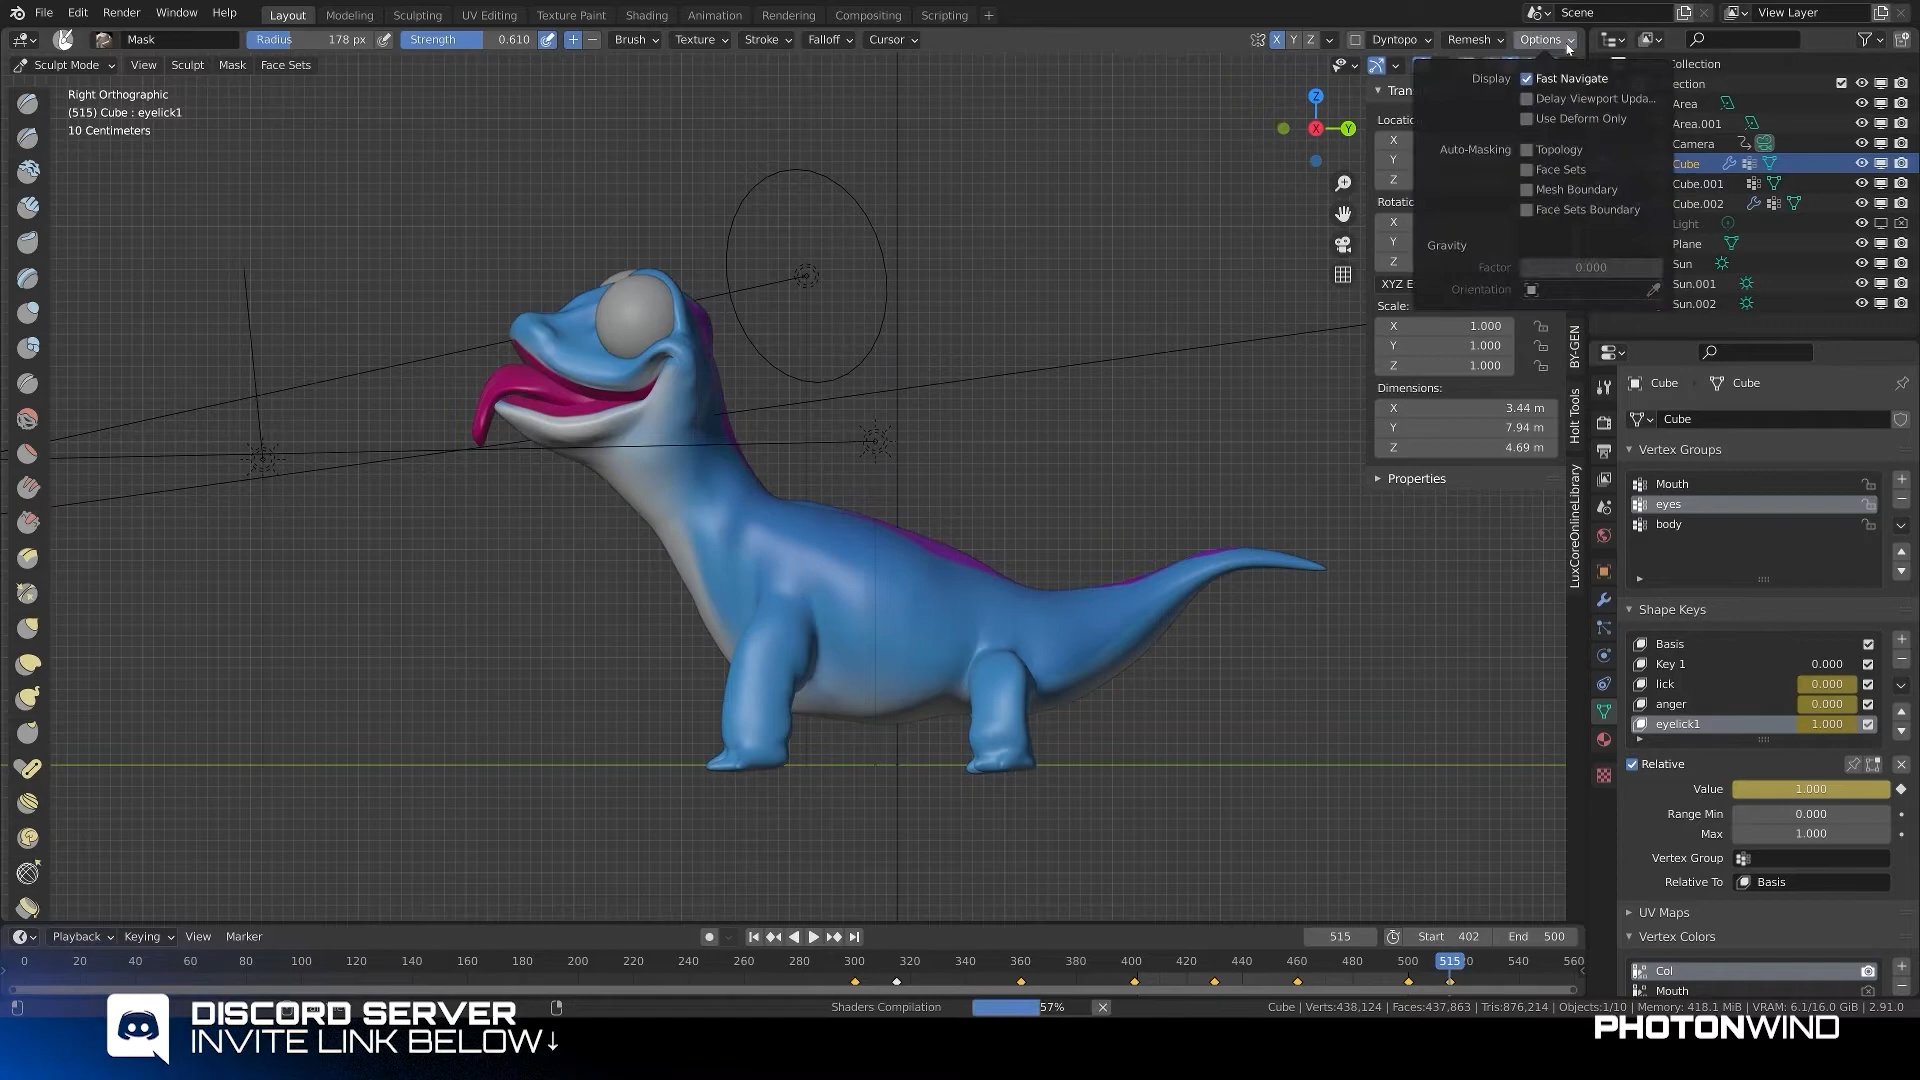 File Edit Render Window Help Layout Modeling Sculpting UV Editing Texture Paint Shading Animation Rendering Compositing Scripting + Scene View Layer
Mask Radius 178 px Strength 0.610 + − Brush Texture Stroke Falloff Cursor X Y Z Dyntopo Remesh Options
Sculpt Mode View Sculpt Mask Face Sets
Right Orthographic
(515) Cube : eyelick1
10 Centimeters
Z
X
Y
Display Fast Navigate
Delay Viewport Upda...
Use Deform Only
Auto-Masking Topology
Face Sets
Mesh Boundary
Face Sets Boundary
Gravity
Factor 0.000
Orientation
Tran
Locatio
X
Y
Z
Rotatic
X
Y
Z
XYZ E
Scale:
X 1.000
Y 1.000
Z 1.000
Dimensions:
X 3.44 m
Y 7.94 m
Z 4.69 m
Properties
BY-GEN
Holt Tools
LuxCoreOnlineLibrary
ollection
ection
Area
Area.001
Camera
Cube
Cube.001
Cube.002
Light
Plane
Sun
Sun.001
Sun.002
Cube Cube
Cube
Vertex Groups
Mouth
eyes
body
Shape Keys
Basis
Key 1 0.000
lick 0.000
anger 0.000
eyelick1 1.000
Relative
Value 1.000
Range Min 0.000
Max 1.000
Vertex Group
Relative To Basis
UV Maps
Vertex Colors
Col
Mouth
Playback Keying View Marker 515 Start 402 End 500
0 20 40 60 80 100 120 140 160 180 200 220 240 260 280 300 320 340 360 380 400 420 440 460 480 500 515 540 560
Shaders Compilation 57% Cube | Verts:438,124 | Faces:437,863 | Tris:876,214 | Objects:1/10 | Memory: 418.1 MiB | VRAM: 6.1/16.0 GiB | 2.91.0
DISCORD SERVER
INVITE LINK BELOW↓
PHOTONWIND